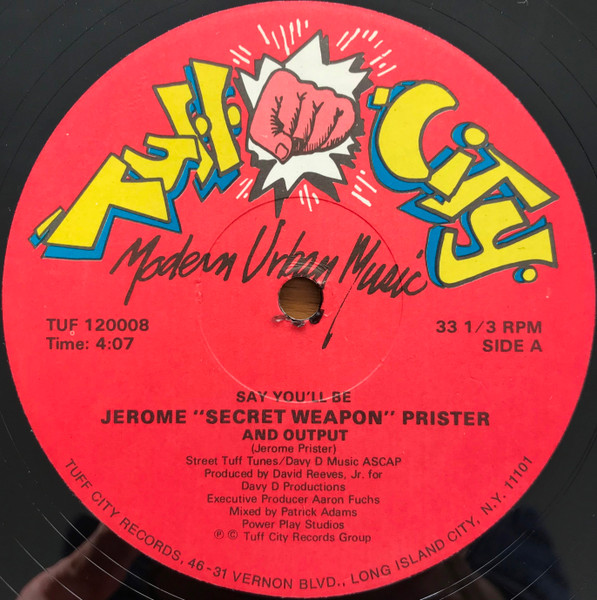 Tuff City
Modern Urban Music
TUF 120008
Time: 4:07
33 1/3 RPM
SIDE A
SAY YOU'LL BE
JEROME "SECRET WEAPON" PRISTER
AND OUTPUT
(Jerome Prister)
Street Tuff Tunes/Davy D Music ASCAP
Produced by David Reeves, Jr. for
Davy D Productions
Executive Producer Aaron Fuchs
Mixed by Patrick Adams
Power Play Studios
℗ © Tuff City Records Group
TUFF CITY RECORDS, 46-31 VERNON BLVD., LONG ISLAND CITY, N.Y. 11101